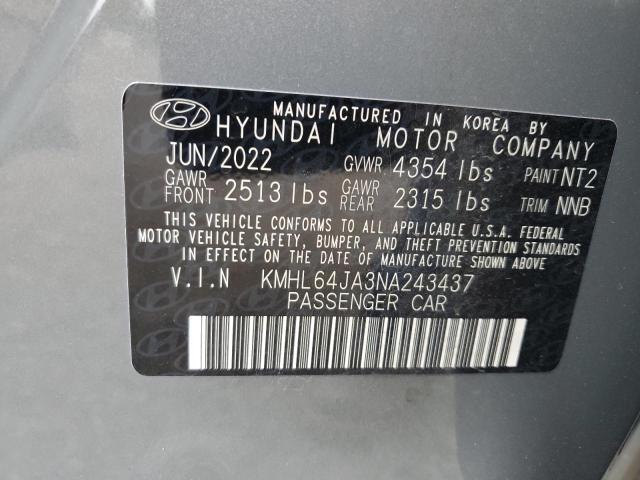 MANUFACTURED IN KOREA BY
HYUNDAI MOTOR COMPANY
JUN/2022 GVWR 4354 lbs PAINT NT2
GAWR FRONT 2513 lbs GAWR REAR 2315 lbs TRIM NNB
THIS VEHICLE CONFORMS TO ALL APPLICABLE U.S.A. FEDERAL
MOTOR VEHICLE SAFETY, BUMPER, AND THEFT PREVENTION STANDARDS
IN EFFECT ON THE DATE OF MANUFACTURE SHOWN ABOVE.
V.I.N KMHL64JA3NA243437
PASSENGER CAR